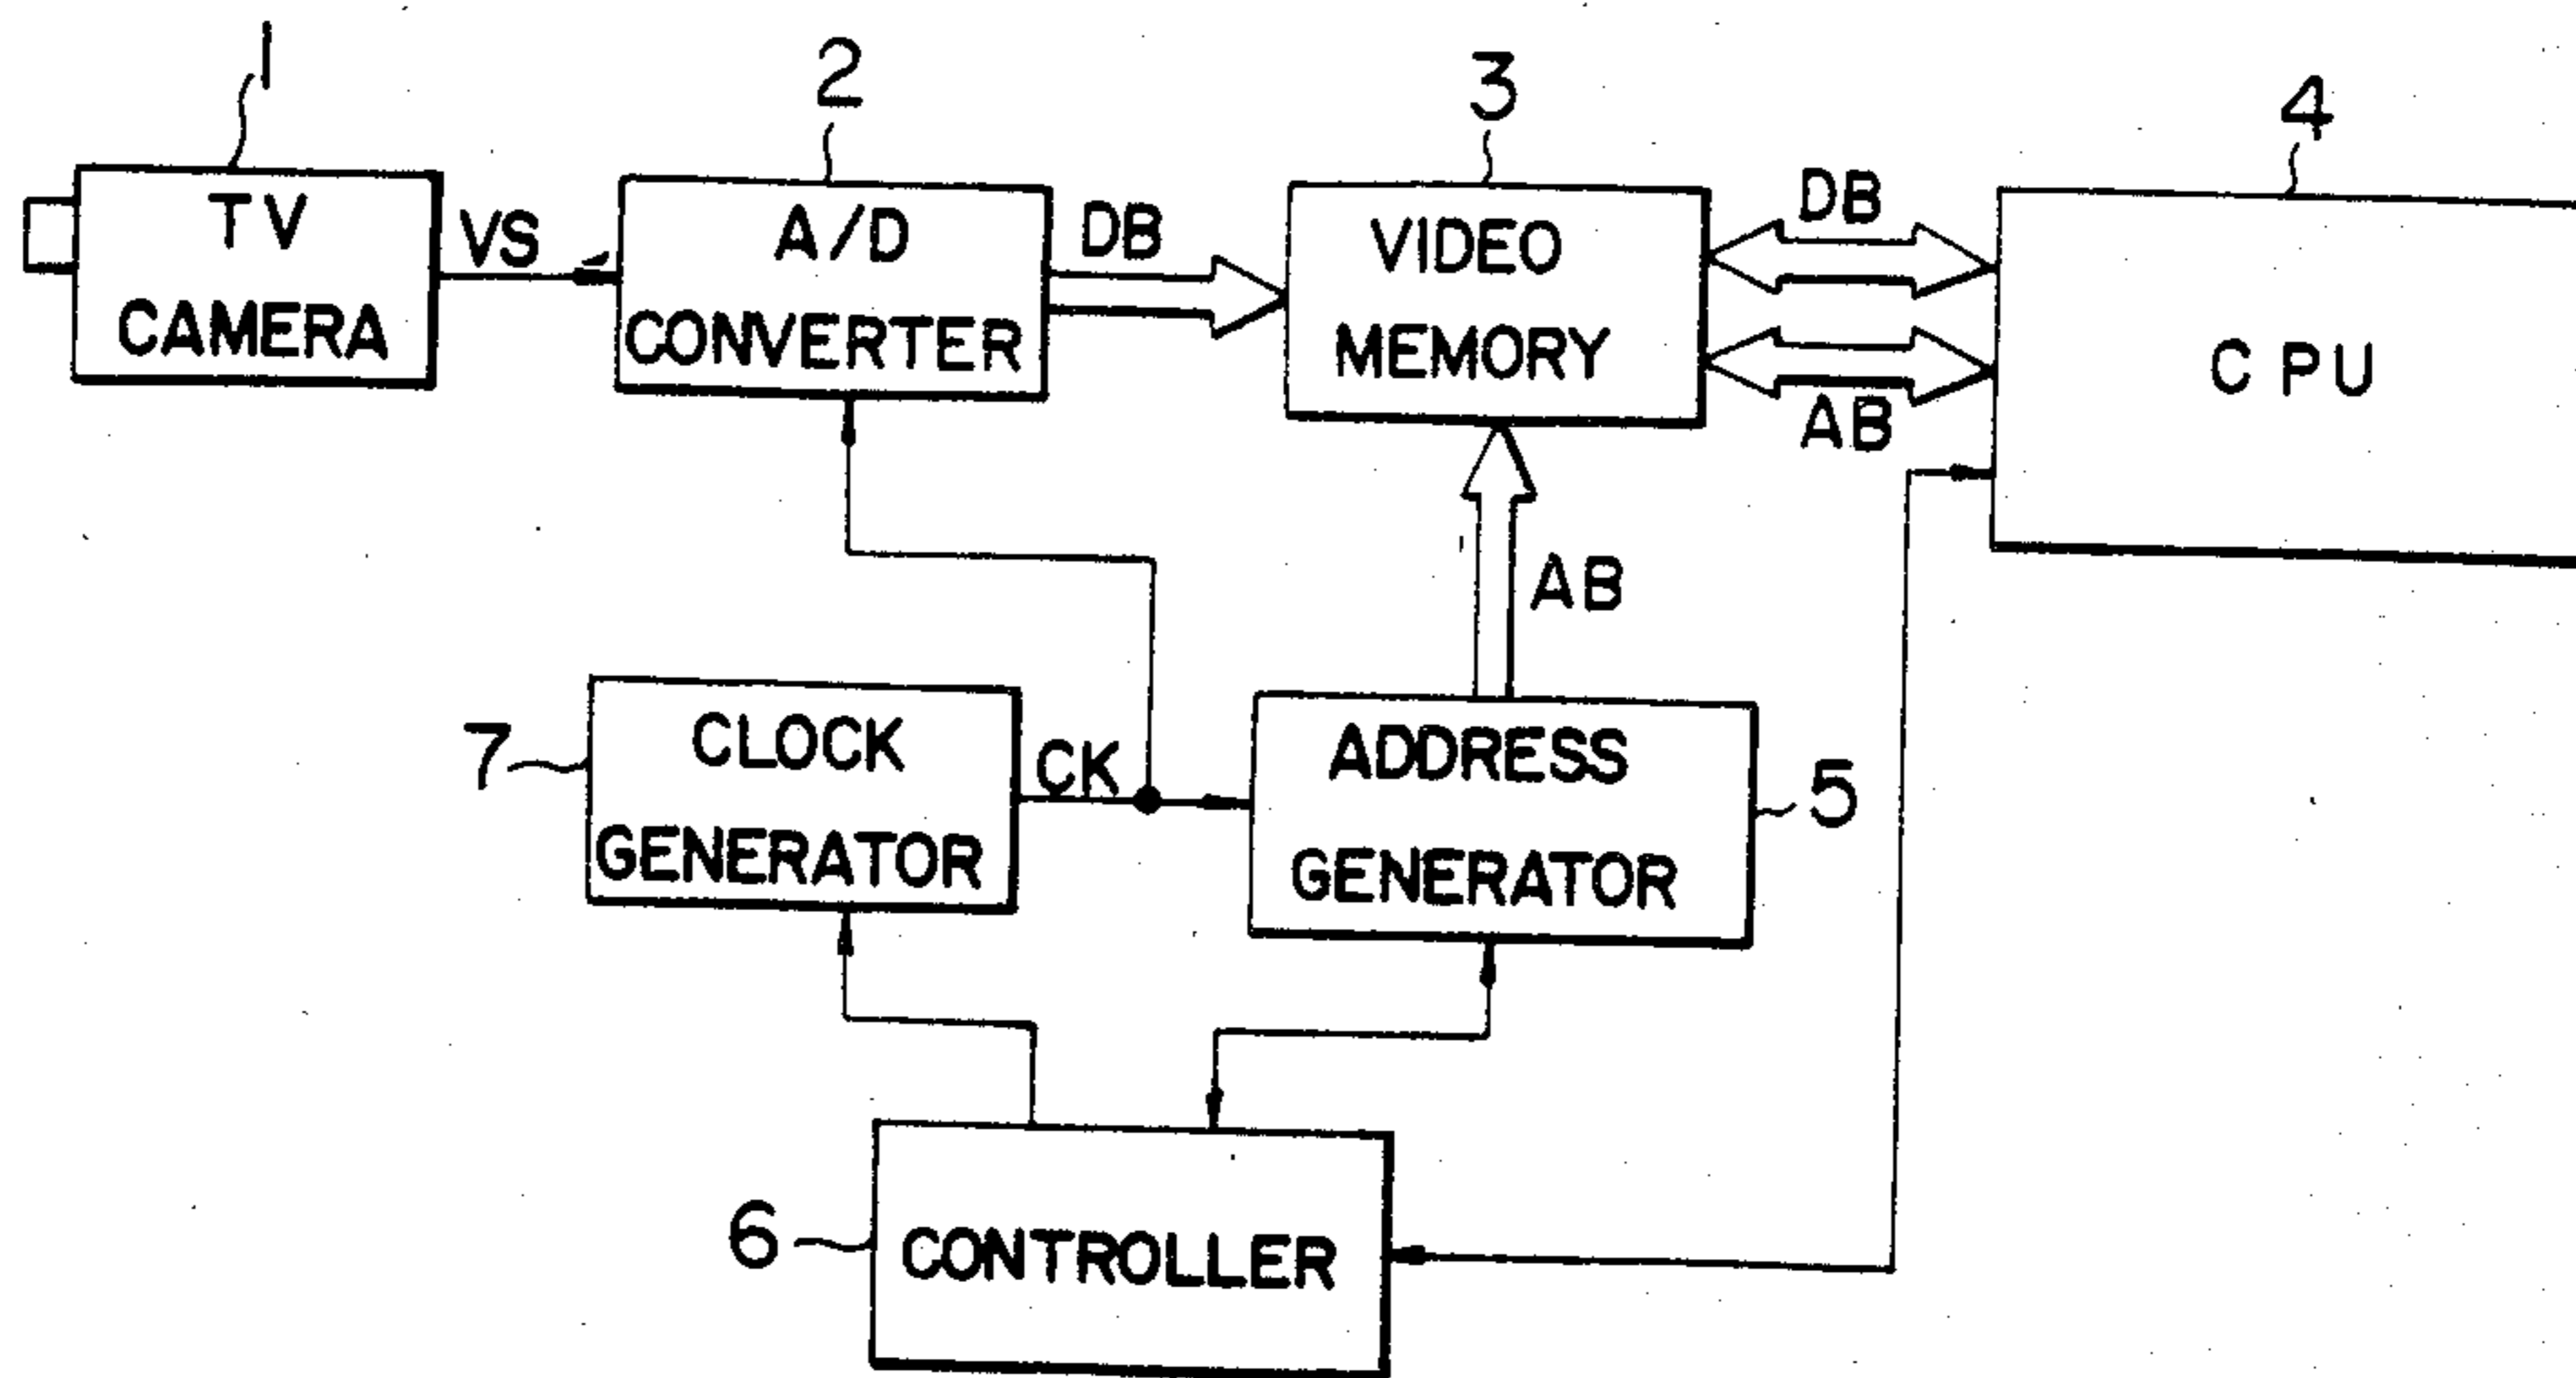 1
2
3
4
TV
CAMERA
VS
A/D
CONVERTER
DB
VIDEO
MEMORY
DB
AB
CPU
AB
7
CLOCK
GENERATOR
CK
ADDRESS
GENERATOR
5
6
CONTROLLER